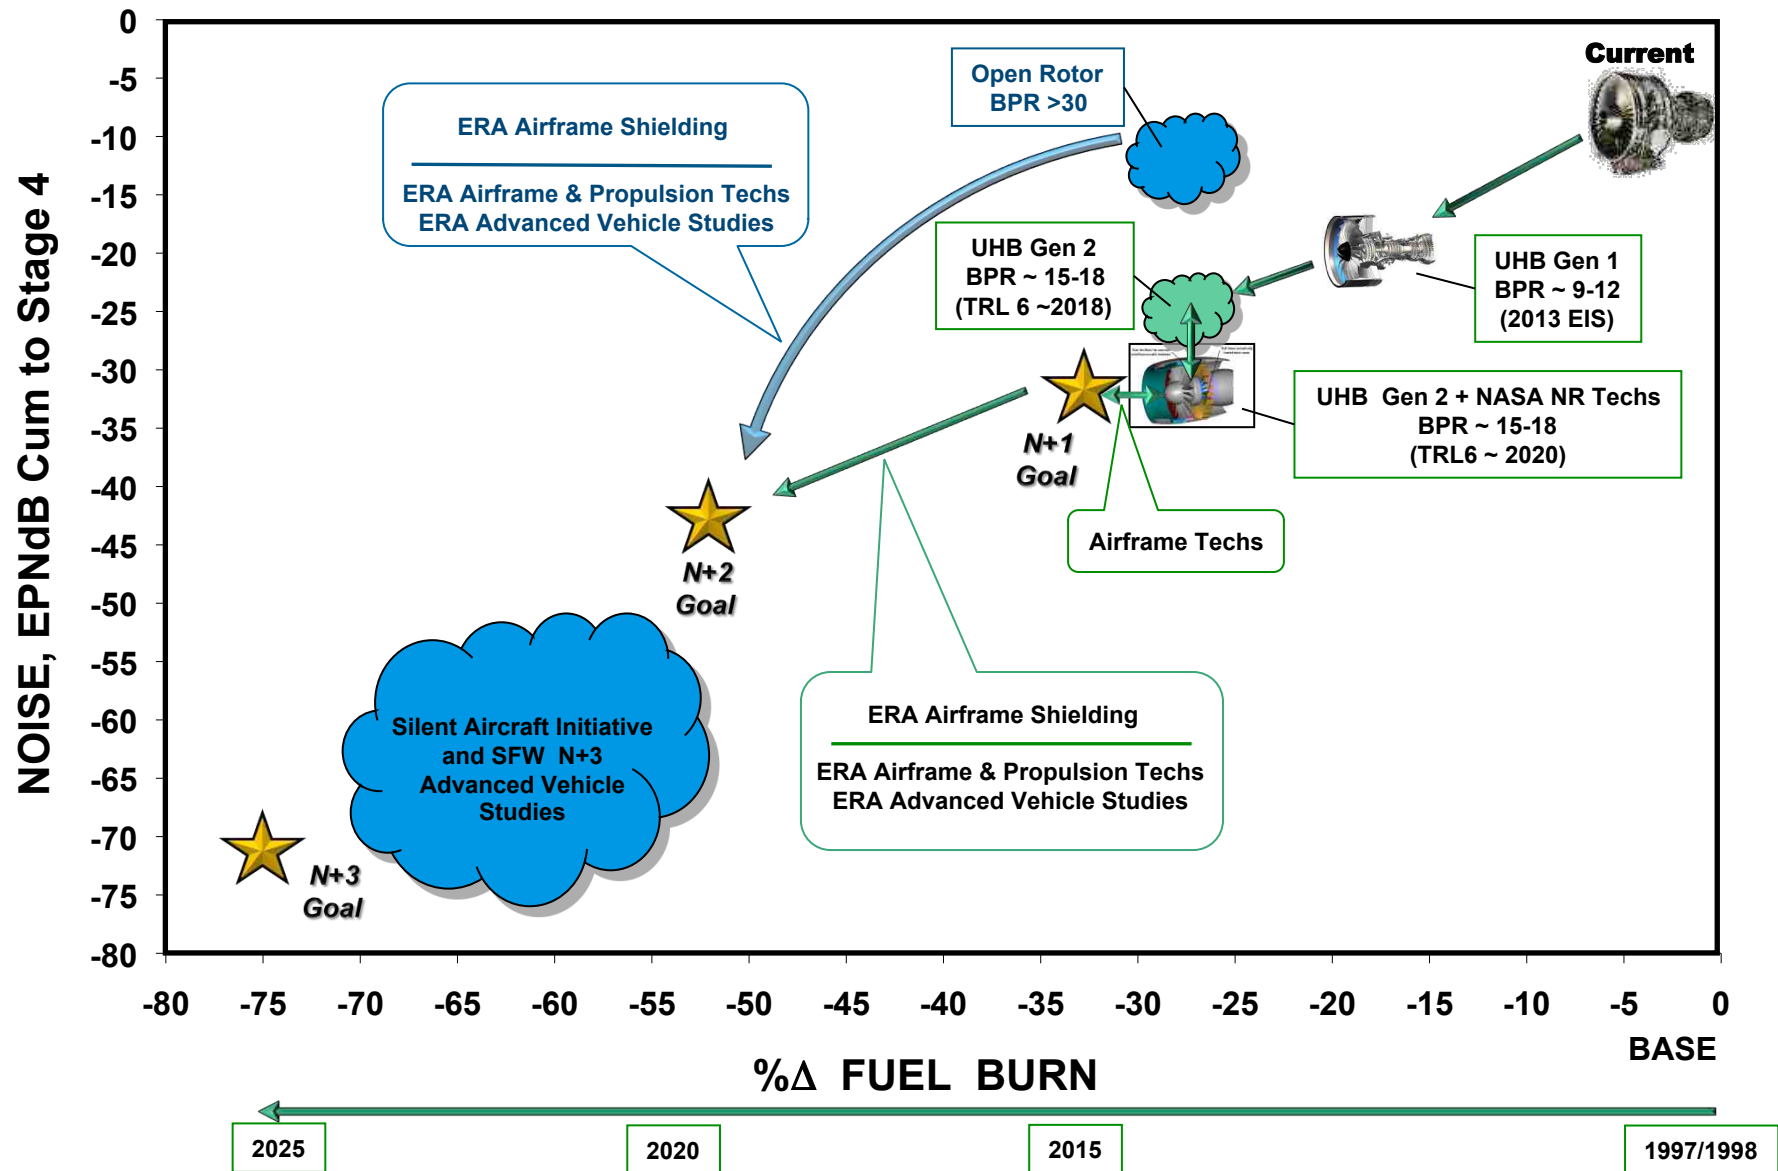 NOISE, EPNdB Cum to Stage 4
0
-5
-10
-15
-20
-25
-30
-35
-40
-45
-50
-55
-60
-65
-70
-75
-80
Current
Open Rotor
BPR >30
ERA Airframe Shielding
ERA Airframe & Propulsion Techs
ERA Advanced Vehicle Studies
UHB Gen 2
BPR ~ 15-18
(TRL 6 ~2018)
UHB Gen 1
BPR ~ 9-12
(2013 EIS)
UHB Gen 2 + NASA NR Techs
BPR ~ 15-18
(TRL6 ~ 2020)
N+1
Goal
Airframe Techs
N+2
Goal
Silent Aircraft Initiative
and SFW N+3
Advanced Vehicle
Studies
ERA Airframe Shielding
ERA Airframe & Propulsion Techs
ERA Advanced Vehicle Studies
N+3
Goal
-80 -75 -70 -65 -60 -55 -50 -45 -40 -35 -30 -25 -20 -15 -10 -5 0
BASE
%Δ FUEL BURN
2025 2020 2015 1997/1998